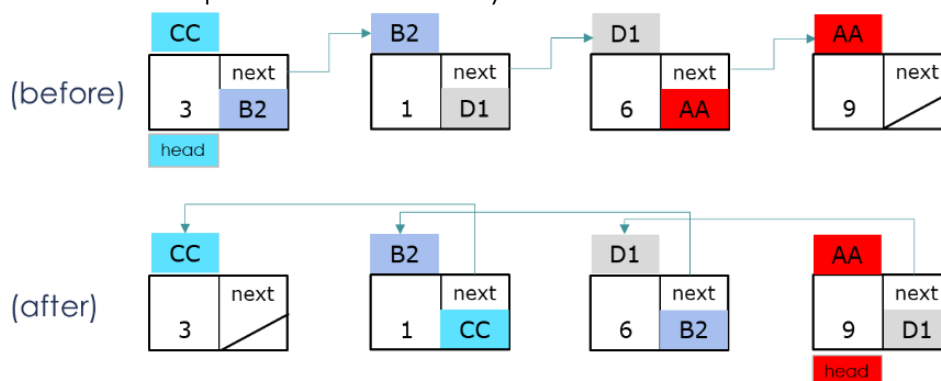 CC B2 D1 AA
next next next next
(before) 3 B2 1 D1 6 AA 9
head
CC B2 D1 AA
next next next next
(after) 3 1 CC 6 B2 9 D1
head